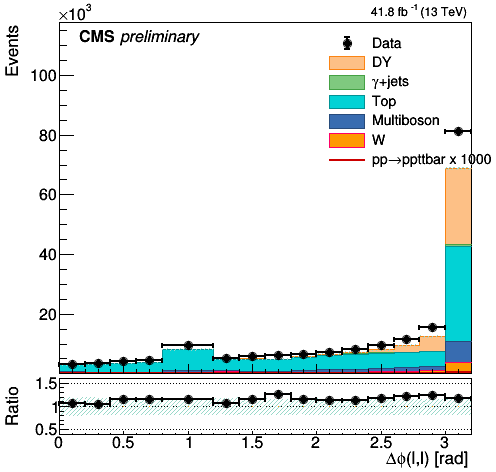 ×10³
41.8 fb⁻¹ (13 TeV)
Events
CMS preliminary
Data
DY
γ+jets
Top
Multiboson
W
pp→ppttbar x 1000
100
80
60
40
20
Ratio
1.5
1
0.5
0 0.5 1 1.5 2 2.5 3
Δϕ(l,l) [rad]